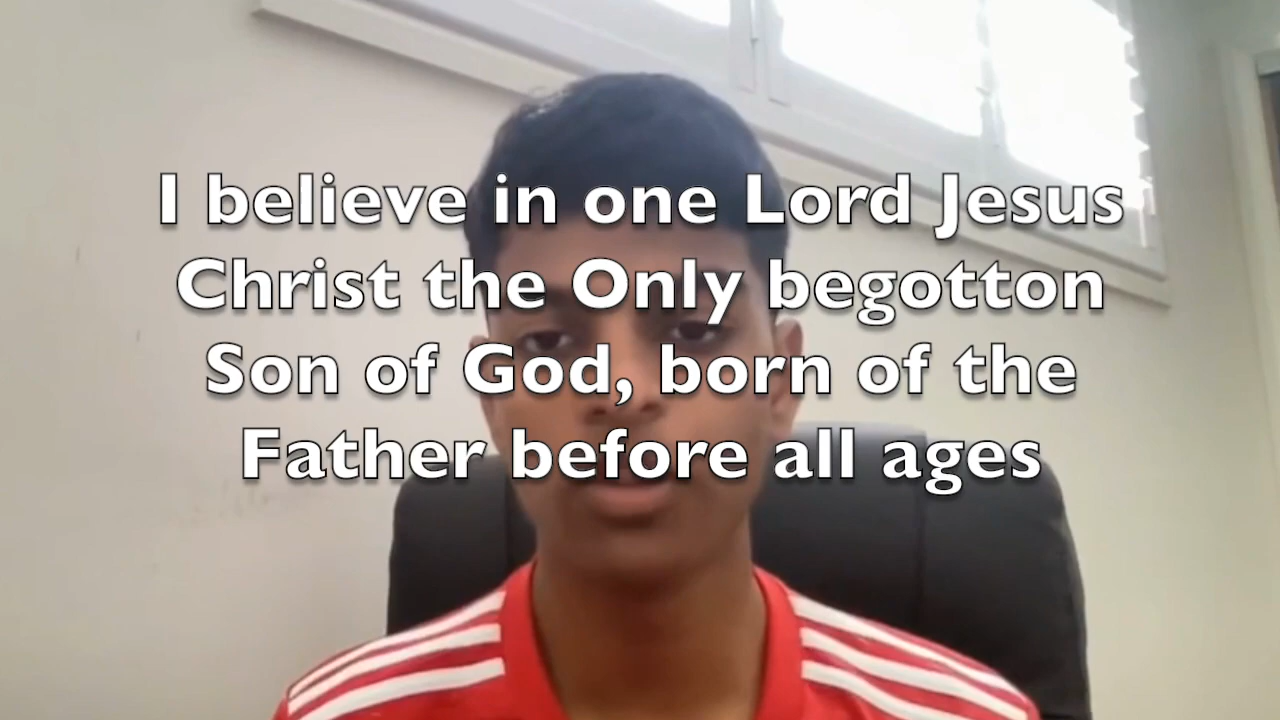 I believe in one Lord Jesus
Christ the Only begotton
Son of God, born of the
Father before all ages